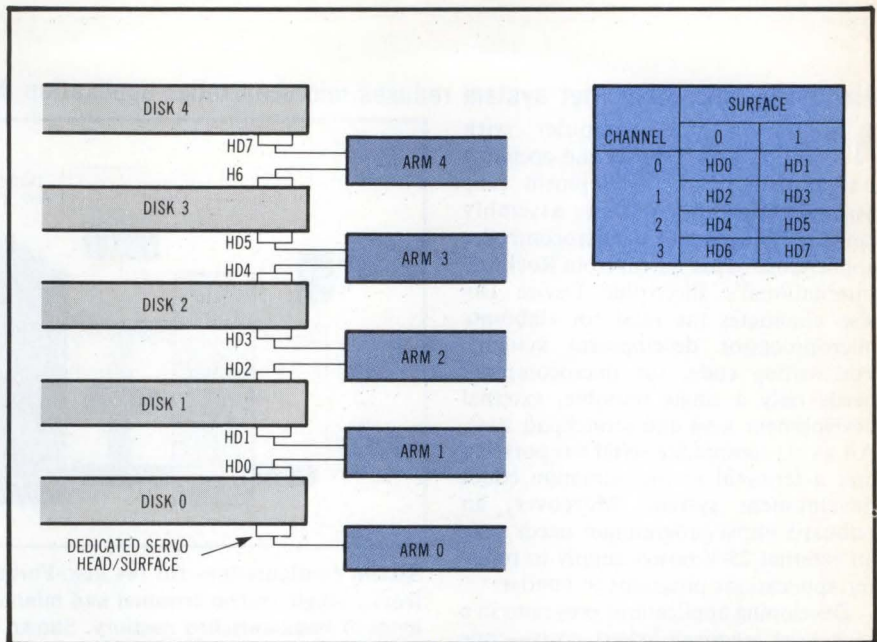 DISK 4
HD7
H6
ARM 4
DISK 3
HD5
HD4
ARM 3
DISK 2
HD3
HD2
ARM 2
DISK 1
HD1
HD0
ARM 1
DISK 0
DEDICATED SERVO
HEAD/SURFACE
ARM 0
SURFACE
CHANNEL 0 1
0 HD0 HD1
1 HD2 HD3
2 HD4 HD5
3 HD6 HD7